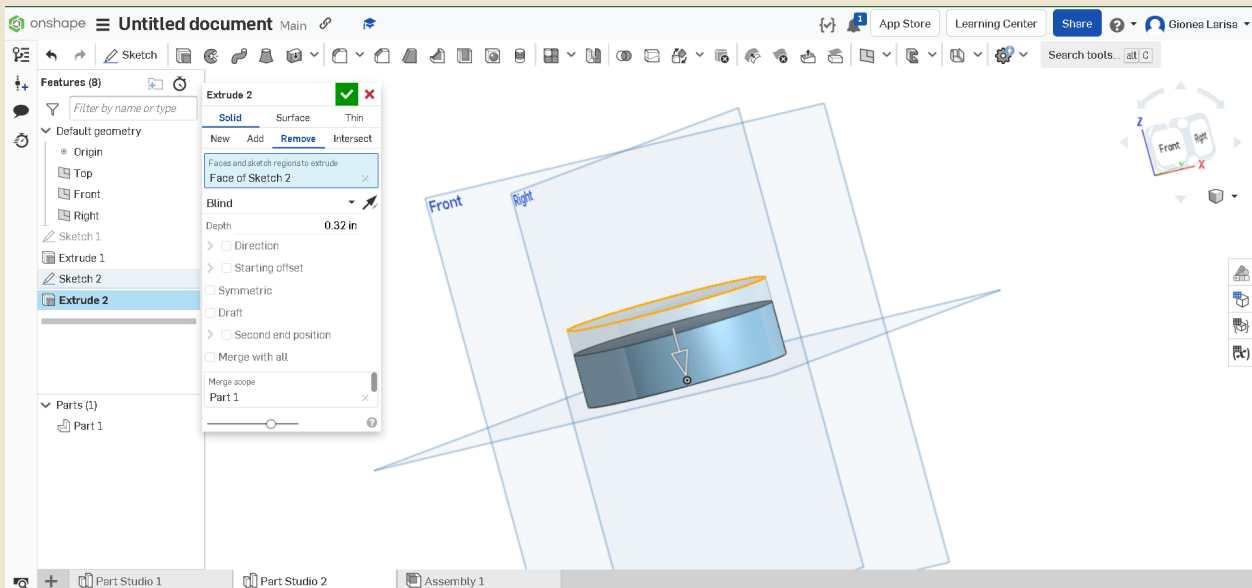 onshape Untitled document Main 1 App Store Learning Center Share Gionea Larisa
Sketch Search tools... alt C
Features (8)
Filter by name or type
Default geometry
Origin
Top
Front
Right
Sketch 1
Extrude 1
Sketch 2
Extrude 2
Parts (1)
Part 1
Extrude 2
Solid Surface Thin
New Add Remove Intersect
Faces and sketch regions to extrude
Face of Sketch 2
Blind
Depth 0.32 in
Direction
Starting offset
Symmetric
Draft
Second end position
Merge with all
Merge scope
Part 1
Front Right
Z
Front Right
X
Part Studio 1 Part Studio 2 Assembly 1